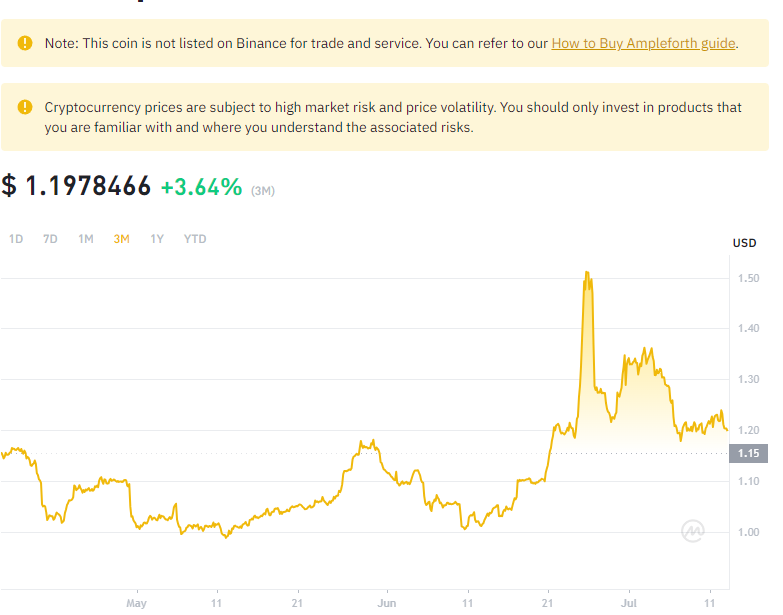 Note: This coin is not listed on Binance for trade and service. You can refer to our How to Buy Ampleforth guide.
Cryptocurrency prices are subject to high market risk and price volatility. You should only invest in products that
you are familiar with and where you understand the associated risks.
$ 1.1978466 +3.64% (3M)
1D 7D 1M 3M 1Y YTD
USD
1.50
1.40
1.30
1.20
1.15
1.10
1.00
May 11 21 Jun 11 21 Jul 11